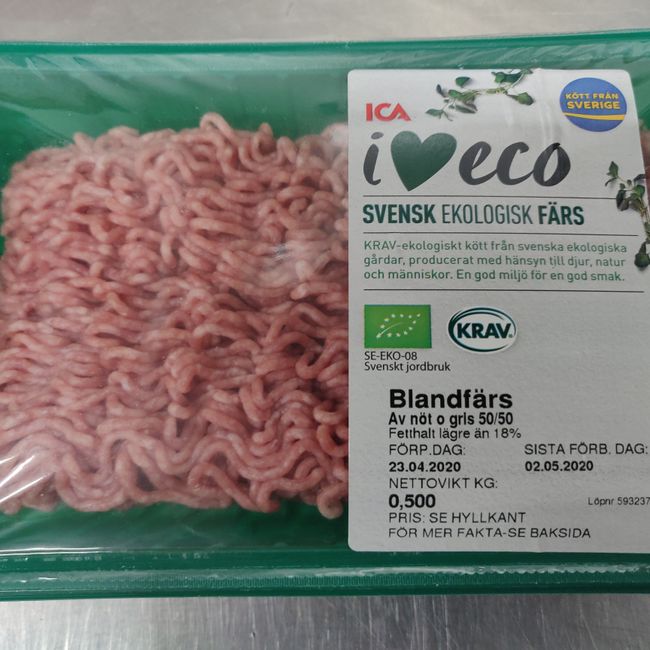 ICA
KÖTT FRÅN
SVERIGE
i♥eco
SVENSK EKOLOGISK FÄRS
KRAV-ekologiskt kött från svenska ekologiska
gårdar, producerat med hänsyn till djur, natur
och människor. En god miljö för en god smak.
KRAV
SE-EKO-08
Svenskt jordbruk
Blandfärs
Av nöt o gris 50/50
Fetthalt lägre än 18%
FÖRP.DAG: SISTA FÖRB. DAG:
23.04.2020 02.05.2020
NETTOVIKT KG:
0,500 Löpnr 593237
PRIS: SE HYLLKANT
FÖR MER FAKTA-SE BAKSIDA